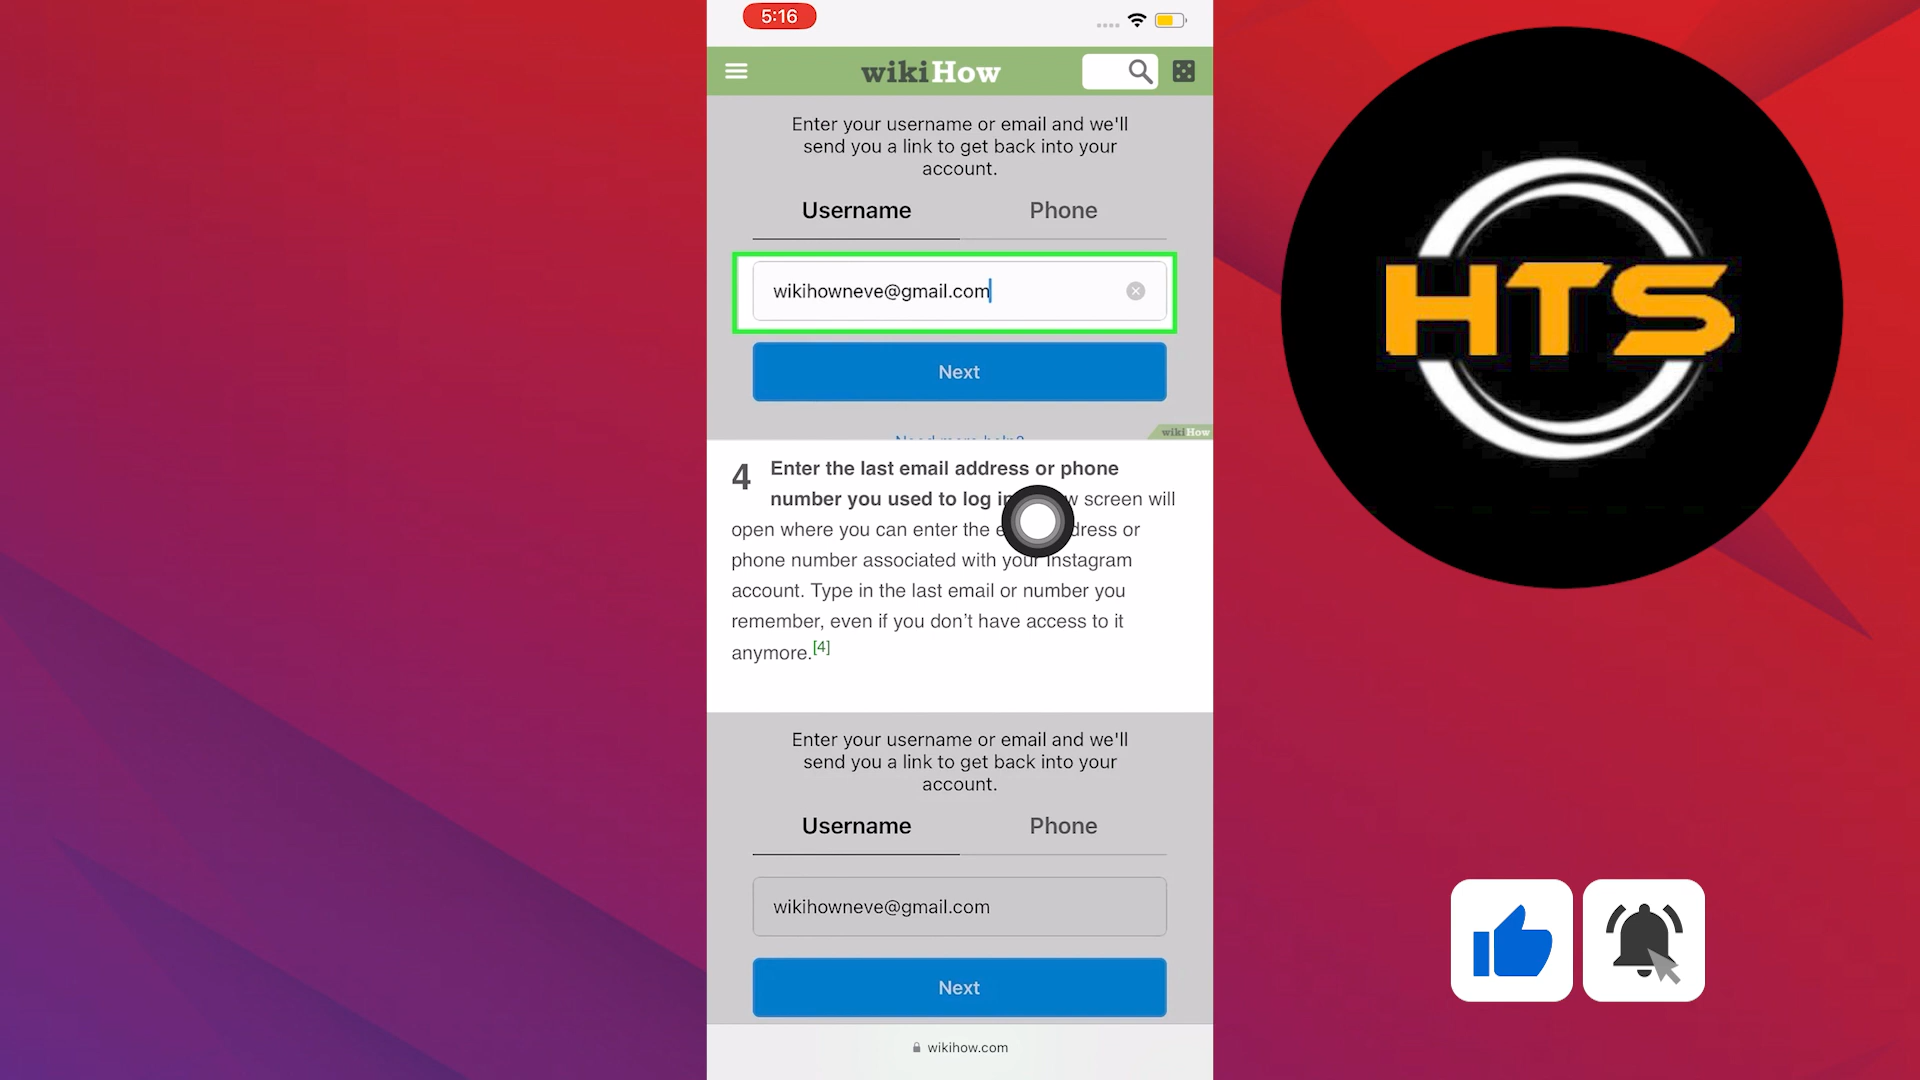 5:16
wikiHow
Enter your username or email and we'll
send you a link to get back into your
account.
Username Phone
wikihowneve@gmail.com
Next
Need more help?
wikiHow
4 Enter the last email address or phone
number you used to log in screen will
open where you can enter the address or
phone number associated with your Instagram
account. Type in the last email or number you
remember, even if you don’t have access to it
anymore.[4]
Enter your username or email and we'll
send you a link to get back into your
account.
Username Phone
wikihowneve@gmail.com
Next
wikihow.com
HTS